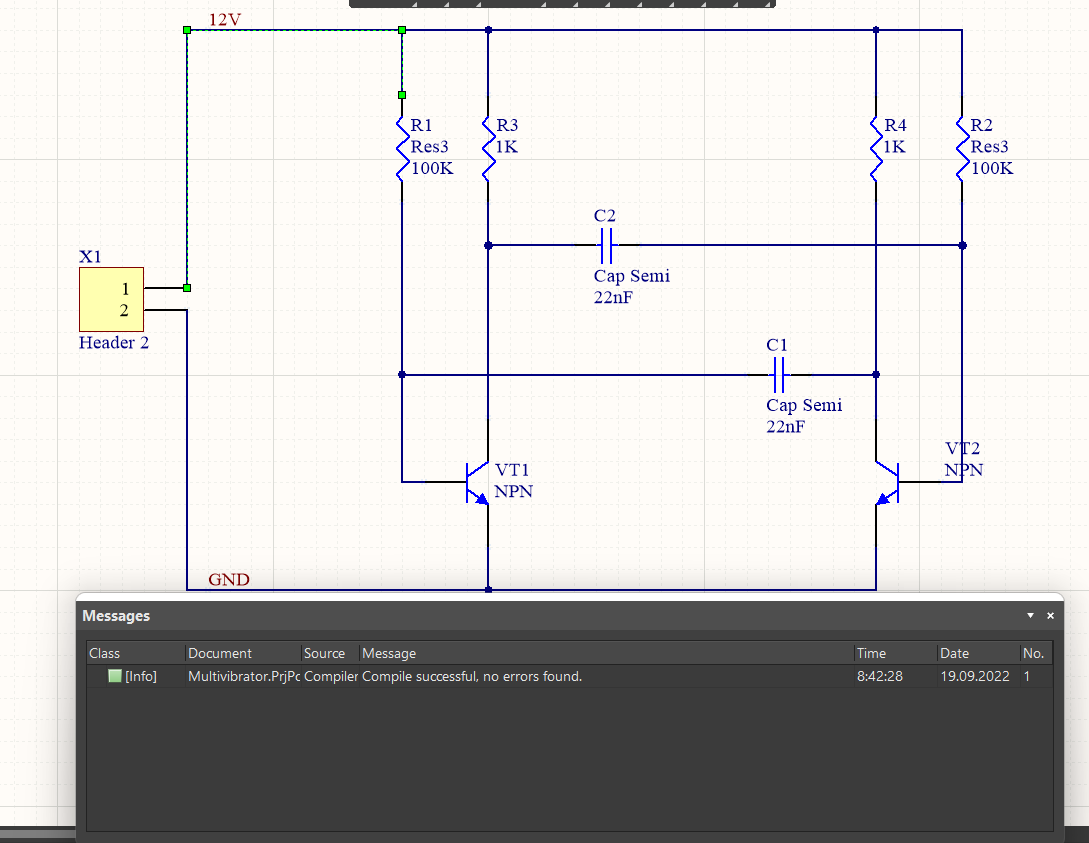 12V
R1
Res3
100K
R3
1K
R4
1K
R2
Res3
100K
C2
Cap Semi
22nF
X1
1
2
Header 2
C1
Cap Semi
22nF
VT1
NPN
VT2
NPN
GND
Messages
Class Document Source Message Time Date No.
[Info] Multivibrator.PrjPc Compiler Compile successful, no errors found. 8:42:28 19.09.2022 1